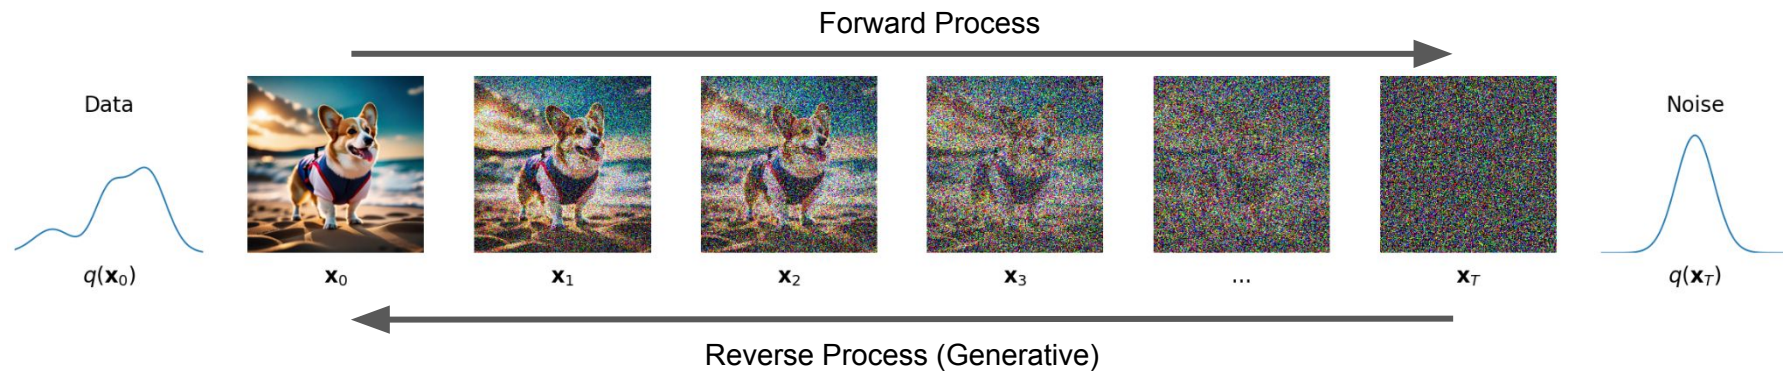 Forward Process
Data
Noise
q(x₀)
x₀
x₁
x₂
x₃
...
x_T
q(x_T)
Reverse Process (Generative)